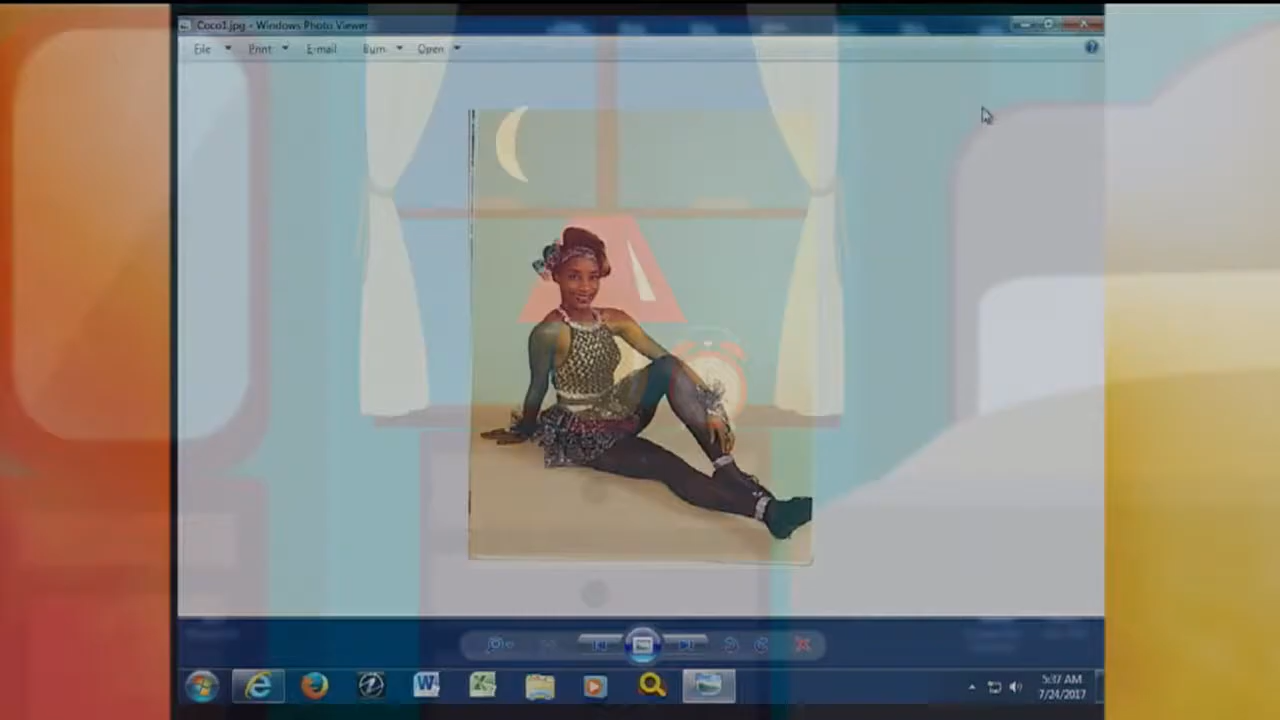 Coco1.jpg - Windows Photo Viewer
File Print E-mail Burn Open
5:37 AM
7/24/2017